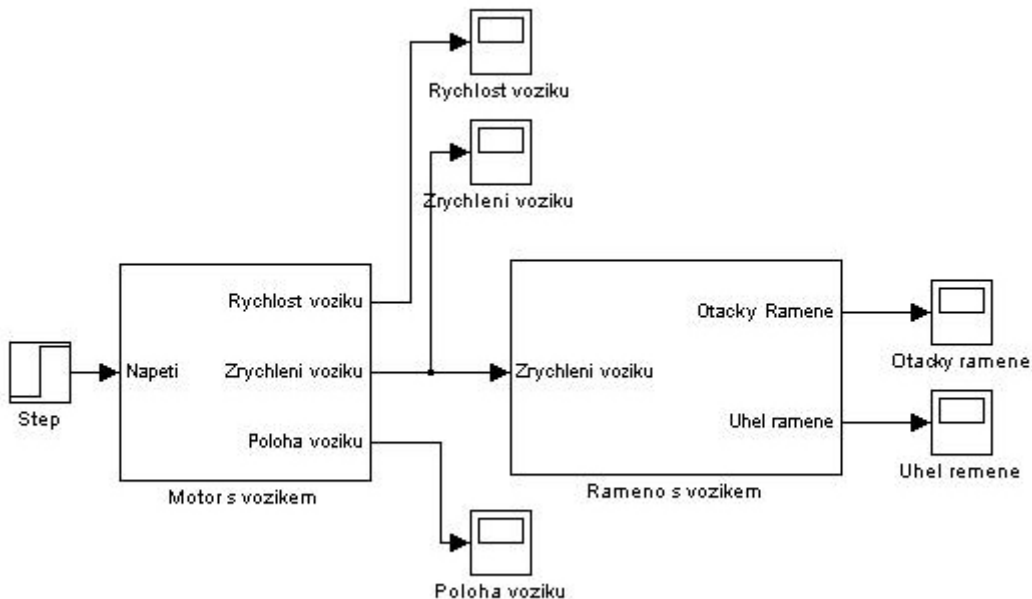 Rychlost voziku
Zrychleni voziku
Rychlost voziku
Otacky Ramene
Otacky ramene
Napeti
Zrychleni voziku
Zrychleni voziku
Step
Poloha voziku
Uhel ramene
Uhel remene
Motor s vozikem
Rameno s vozikem
Poloha voziku